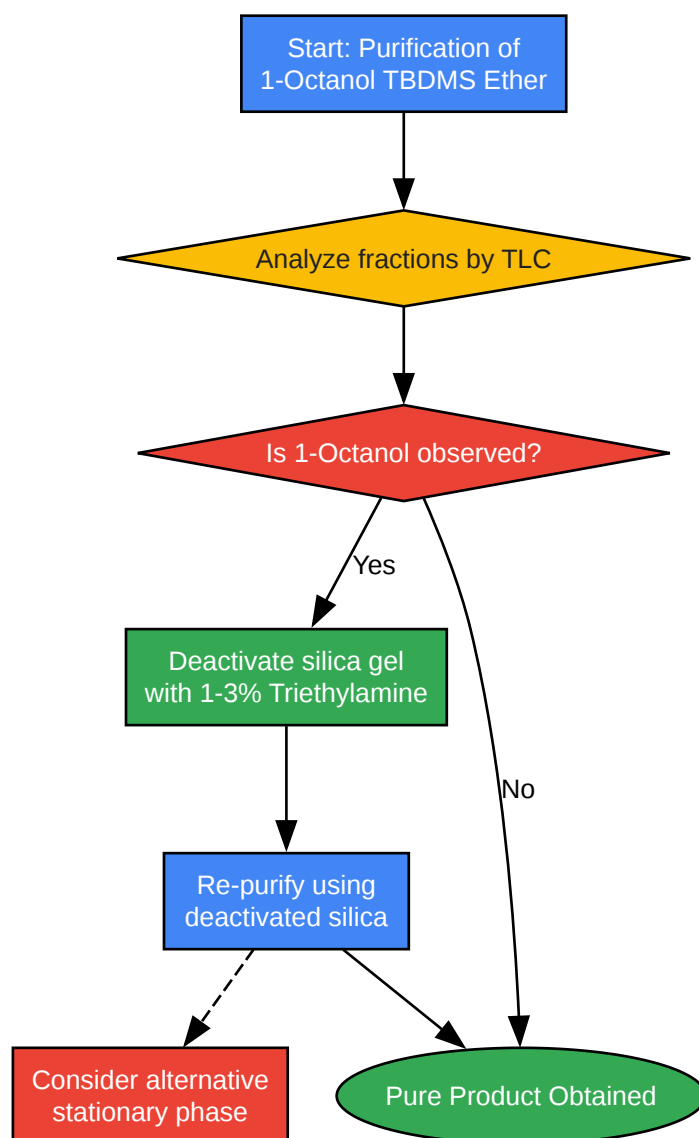 Start: Purification of
1-Octanol TBDMS Ether
Analyze fractions by TLC
Is 1-Octanol observed?
Yes
Deactivate silica gel
with 1-3% Triethylamine
No
Re-purify using
deactivated silica
Consider alternative
stationary phase
Pure Product Obtained